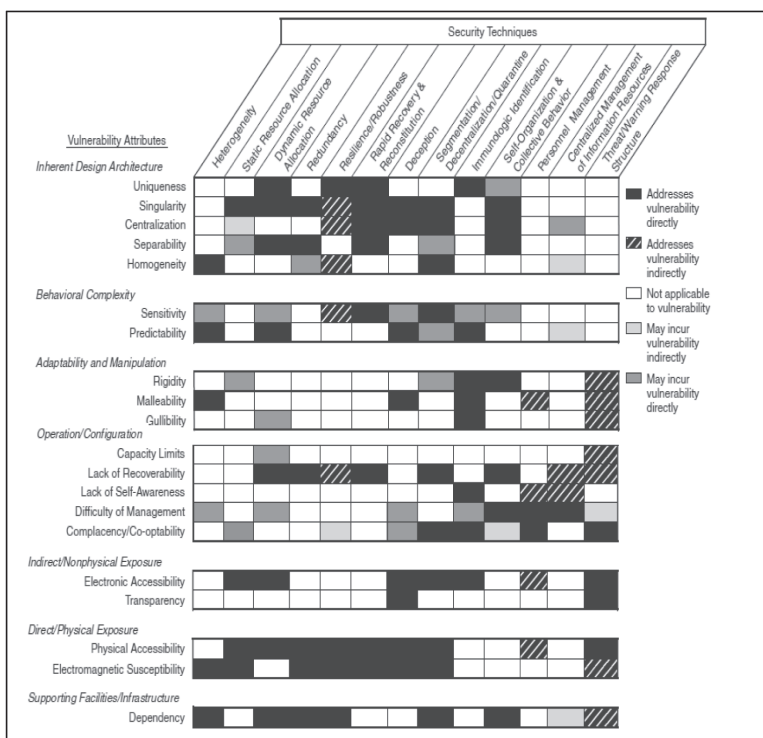 Security Techniques
Heterogeneity
Static Resource Allocation
Dynamic Resource
Allocation
Redundancy
Resilience/Robustness
Rapid Recovery &
Reconstitution
Deception
Segmentation/
Decentralization/Quarantine
Immunologic Identification
Self-Organization &
Collective Behavior
Personnel Management
Centralized Management
of Information Resources
Threat/Warning Response
Structure
Vulnerability Attributes
Inherent Design Architecture
Uniqueness
Singularity
Centralization
Separability
Homogeneity
Behavioral Complexity
Sensitivity
Predictability
Adaptability and Manipulation
Rigidity
Malleability
Gullibility
Operation/Configuration
Capacity Limits
Lack of Recoverability
Lack of Self-Awareness
Difficulty of Management
Complacency/Co-optability
Indirect/Nonphysical Exposure
Electronic Accessibility
Transparency
Direct/Physical Exposure
Physical Accessibility
Electromagnetic Susceptibility
Supporting Facilities/Infrastructure
Dependency
Addresses
vulnerability
directly
Addresses
vulnerability
indirectly
Not applicable
to vulnerability
May incur
vulnerability
indirectly
May incur
vulnerability
directly